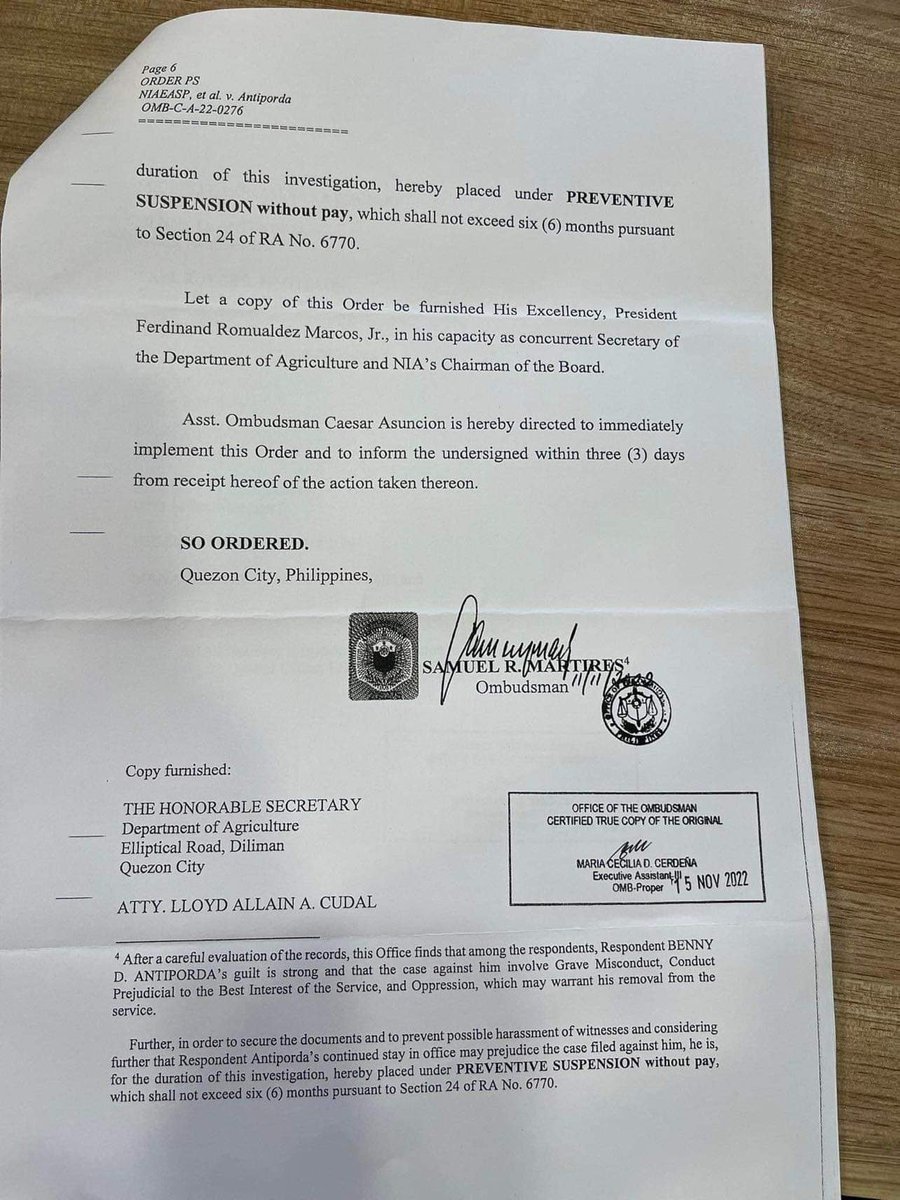 Page 6
ORDER PS
NIAEASP, et al. v. Antiporda
OMB-C-A-22-0276
========================
duration of this investigation, hereby placed under PREVENTIVE
SUSPENSION without pay, which shall not exceed six (6) months pursuant
to Section 24 of RA No. 6770.
Let a copy of this Order be furnished His Excellency, President
Ferdinand Romualdez Marcos, Jr., in his capacity as concurrent Secretary of
the Department of Agriculture and NIA's Chairman of the Board.
Asst. Ombudsman Caesar Asuncion is hereby directed to immediately
implement this Order and to inform the undersigned within three (3) days
from receipt hereof of the action taken thereon.
SO ORDERED.
Quezon City, Philippines,
SAMUEL R. MARTIRES⁴
Ombudsman
Copy furnished:
THE HONORABLE SECRETARY
Department of Agriculture
Elliptical Road, Diliman
Quezon City
ATTY. LLOYD ALLAIN A. CUDAL
OFFICE OF THE OMBUDSMAN
CERTIFIED TRUE COPY OF THE ORIGINAL
MARIA CECILIA D. CERDEÑA
Executive Assistant III
OMB-Proper 15 NOV 2022
⁴ After a careful evaluation of the records, this Office finds that among the respondents, Respondent BENNY
D. ANTIPORDA's guilt is strong and that the case against him involve Grave Misconduct, Conduct
Prejudicial to the Best Interest of the Service, and Oppression, which may warrant his removal from the
service.
Further, in order to secure the documents and to prevent possible harassment of witnesses and considering
further that Respondent Antiporda's continued stay in office may prejudice the case filed against him, he is,
for the duration of this investigation, hereby placed under PREVENTIVE SUSPENSION without pay,
which shall not exceed six (6) months pursuant to Section 24 of RA No. 6770.